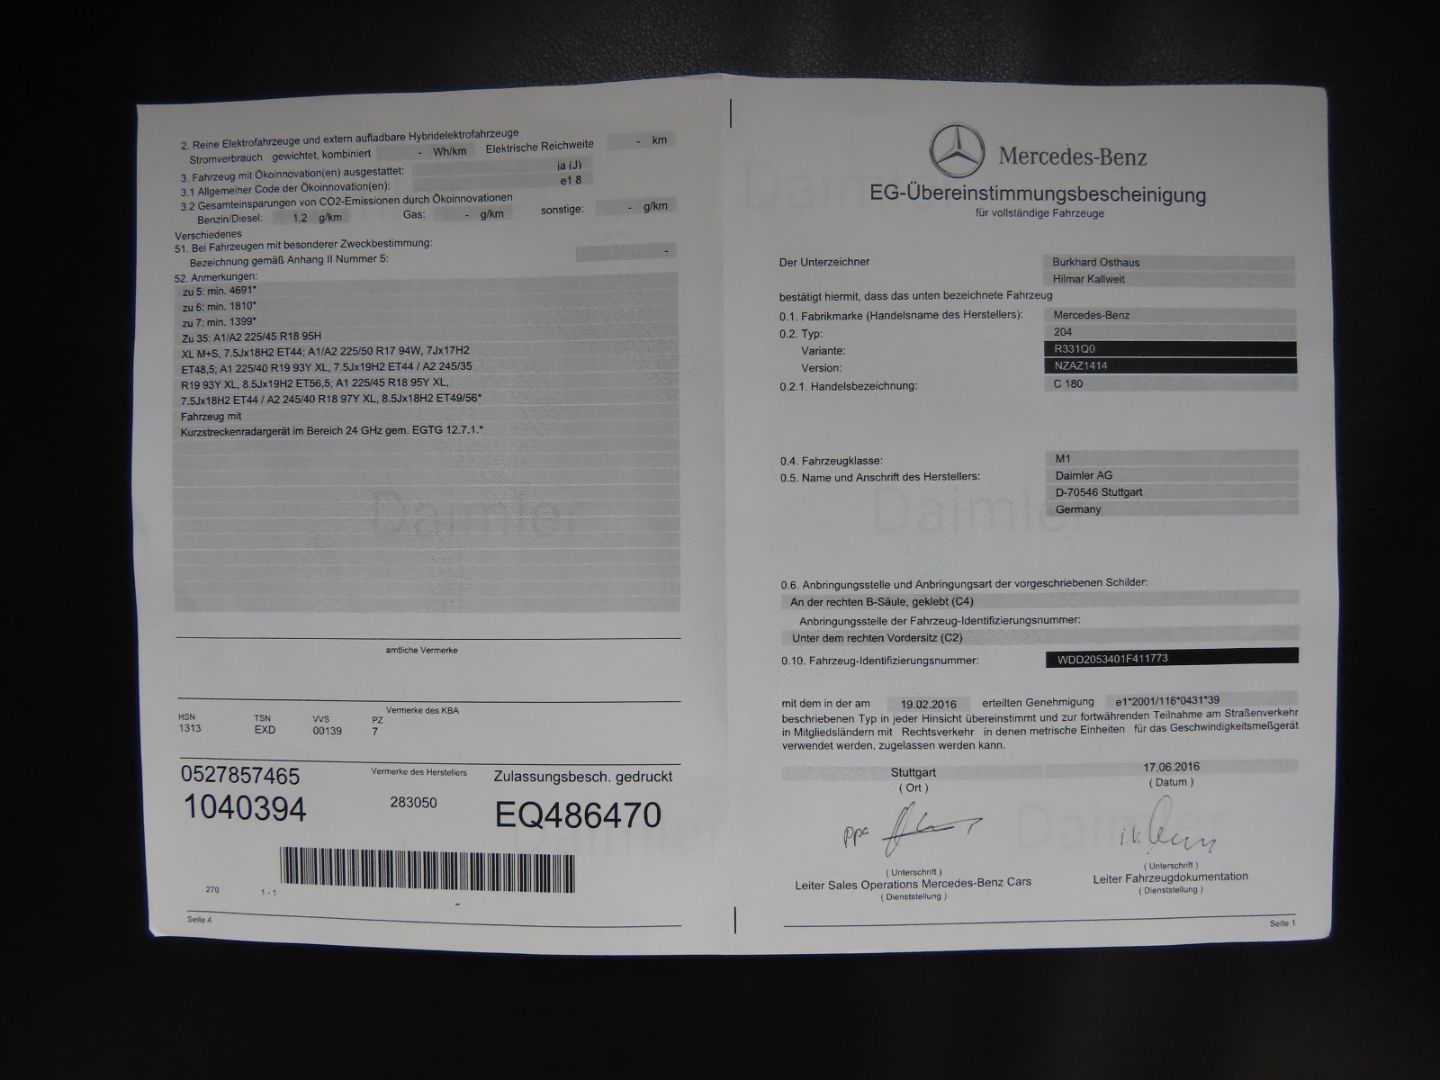 2. Reine Elektrofahrzeuge und extern aufladbare Hybridelektrofahrzeuge
Stromverbrauch gewichtet, kombiniert - Wh/km Elektrische Reichweite - km
3. Fahrzeug mit Ökoinnovation(en) ausgestattet: ja (J)
3.1 Allgemeiner Code der Ökoinnovation(en): e1 8
3.2 Gesamteinsparungen von CO2-Emissionen durch Ökoinnovationen
Benzin/Diesel: 1.2 g/km Gas: - g/km sonstige: - g/km
Verschiedenes
51. Bei Fahrzeugen mit besonderer Zweckbestimmung:
Bezeichnung gemäß Anhang II Nummer 5: -
52. Anmerkungen:
zu 5: min. 4691*
zu 6: min. 1810*
zu 7: min. 1399*
Zu 35: A1/A2 225/45 R18 95H
XL M+S, 7.5Jx18H2 ET44; A1/A2 225/50 R17 94W, 7Jx17H2
ET48,5; A1 225/40 R19 93Y XL, 7.5Jx19H2 ET44 / A2 245/35
R19 93Y XL, 8.5Jx19H2 ET56,5; A1 225/45 R18 95Y XL,
7.5Jx18H2 ET44 / A2 245/40 R18 97Y XL, 8.5Jx18H2 ET49/56*
Fahrzeug mit
Kurzstreckenradargerät im Bereich 24 GHz gem. EGTG 12.7.1.*
Daimler
amtliche Vermerke
Vermerke des KBA
HSN TSN VVS PZ
1313 EXD 00139 7
0527857465 Vermerke des Herstellers Zulassungsbesch. gedruckt
1040394 283050 EQ486470
Daimler
270 1 - 1
-
Seite 4
Mercedes-Benz
EG-Übereinstimmungsbescheinigung
für vollständige Fahrzeuge
Der Unterzeichner Burkhard Osthaus
Hilmar Kallweit
bestätigt hiermit, dass das unten bezeichnete Fahrzeug
0.1. Fabrikmarke (Handelsname des Herstellers): Mercedes-Benz
0.2. Typ: 204
Variante: R331Q0
Version: NZAZ1414
0.2.1. Handelsbezeichnung: C 180
0.4. Fahrzeugklasse: M1
0.5. Name und Anschrift des Herstellers: Daimler AG
D-70546 Stuttgart
Germany
Daimler
0.6. Anbringungsstelle und Anbringungsart der vorgeschriebenen Schilder:
An der rechten B-Säule, geklebt (C4)
Anbringungsstelle der Fahrzeug-Identifizierungsnummer:
Unter dem rechten Vordersitz (C2)
0.10. Fahrzeug-Identifizierungsnummer: WDD2053401F411773
mit dem in der am 19.02.2016 erteilten Genehmigung e1*2001/116*0431*39
beschriebenen Typ in jeder Hinsicht übereinstimmt und zur fortwährenden Teilnahme am Straßenverkehr
in Mitgliedsländern mit Rechtsverkehr in denen metrische Einheiten für das Geschwindigkeitsmeßgerät
verwendet werden, zugelassen werden kann.
Stuttgart 17.06.2016
( Ort ) ( Datum )
Daimler
ppa i.V.
( Unterschrift ) ( Unterschrift )
Leiter Sales Operations Mercedes-Benz Cars Leiter Fahrzeugdokumentation
( Dienststellung ) ( Dienststellung )
Seite 1